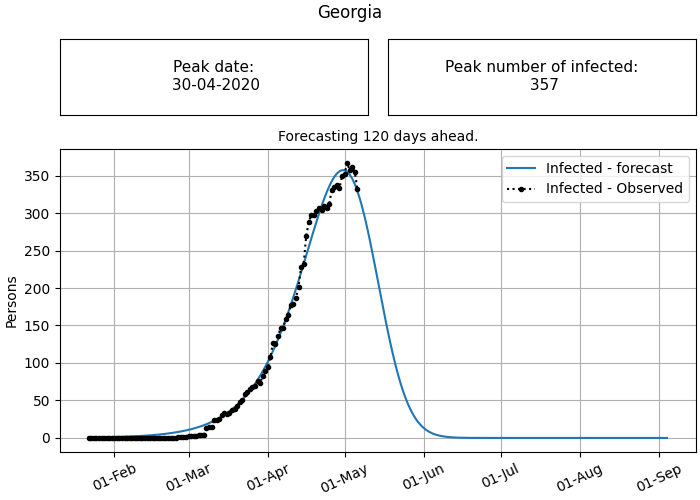 Georgia
Peak date:
30-04-2020
Peak number of infected:
357
Forecasting 120 days ahead.
Infected - forecast
Infected - Observed
Persons
350
300
250
200
150
100
50
0
01-Feb
01-Mar
01-Apr
01-May
01-Jun
01-Jul
01-Aug
01-Sep